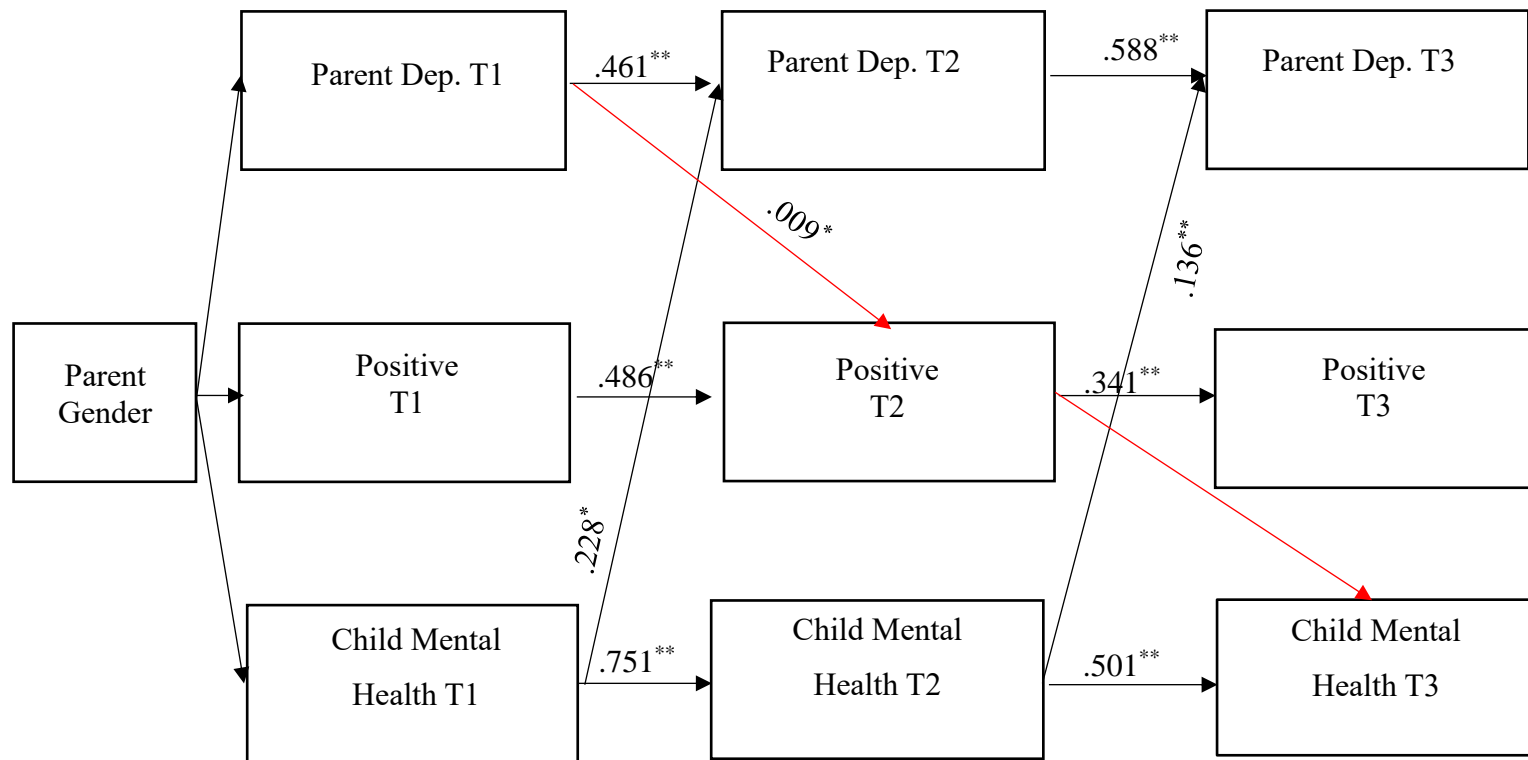 Parent Dep. T1
.461**
Parent Dep. T2
.588**
Parent Dep. T3
.009*
.136**
Parent
Gender
Positive
T1
.486**
Positive
T2
.341**
Positive
T3
.228*
Child Mental
Health T1
.751**
Child Mental
Health T2
.501**
Child Mental
Health T3